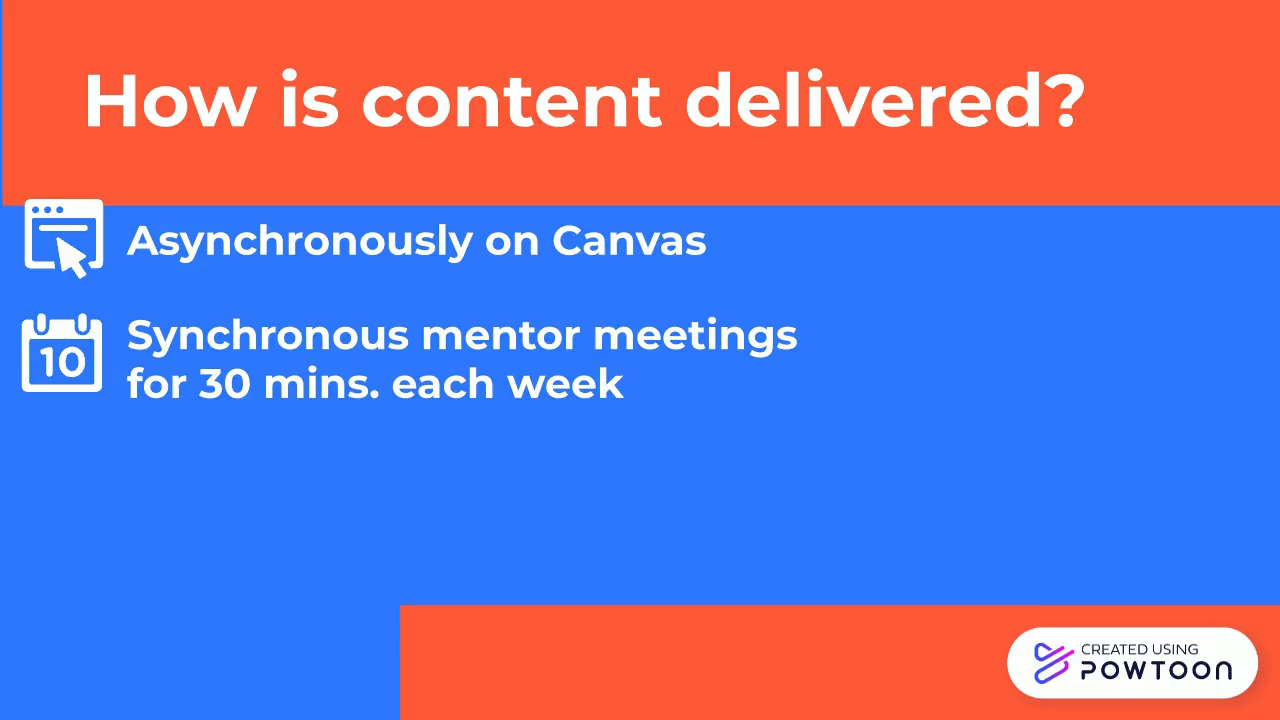 How is content delivered?
Asynchronously on Canvas
10
Synchronous mentor meetings
for 30 mins. each week
CREATED USING
POWTOON